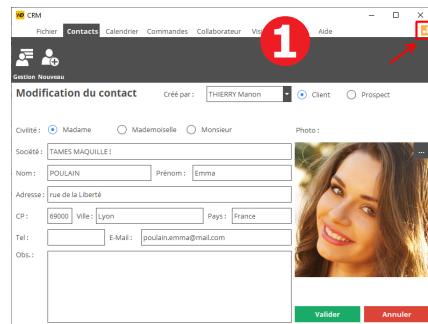 CRM
Fichier Contacts Calendrier Commandes Collaborateur Aide
1
Gestion Nouveau
Modification du contact Créé par : THIERRY Manon Client Prospect
Civilité : Madame Mademoiselle Monsieur Photo :
Société : TAMES MAQUILLE
Nom : POULAIN Prénom : Emma
Adresse : rue de la Liberté
CP : 69000 Ville : Lyon Pays : France
Tel : E-Mail : poulain.emma@mail.com
Obs. :
Valider Annuler